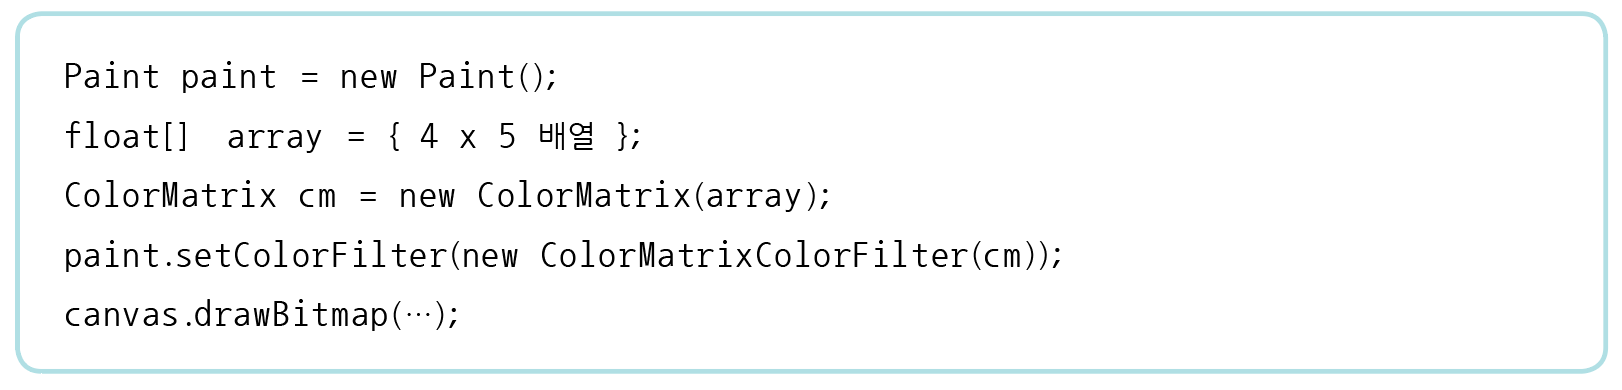 Paint paint = new Paint();
float[]  array = { 4 x 5 배열 };
ColorMatrix cm = new ColorMatrix(array);
paint.setColorFilter(new ColorMatrixColorFilter(cm));
canvas.drawBitmap(…);